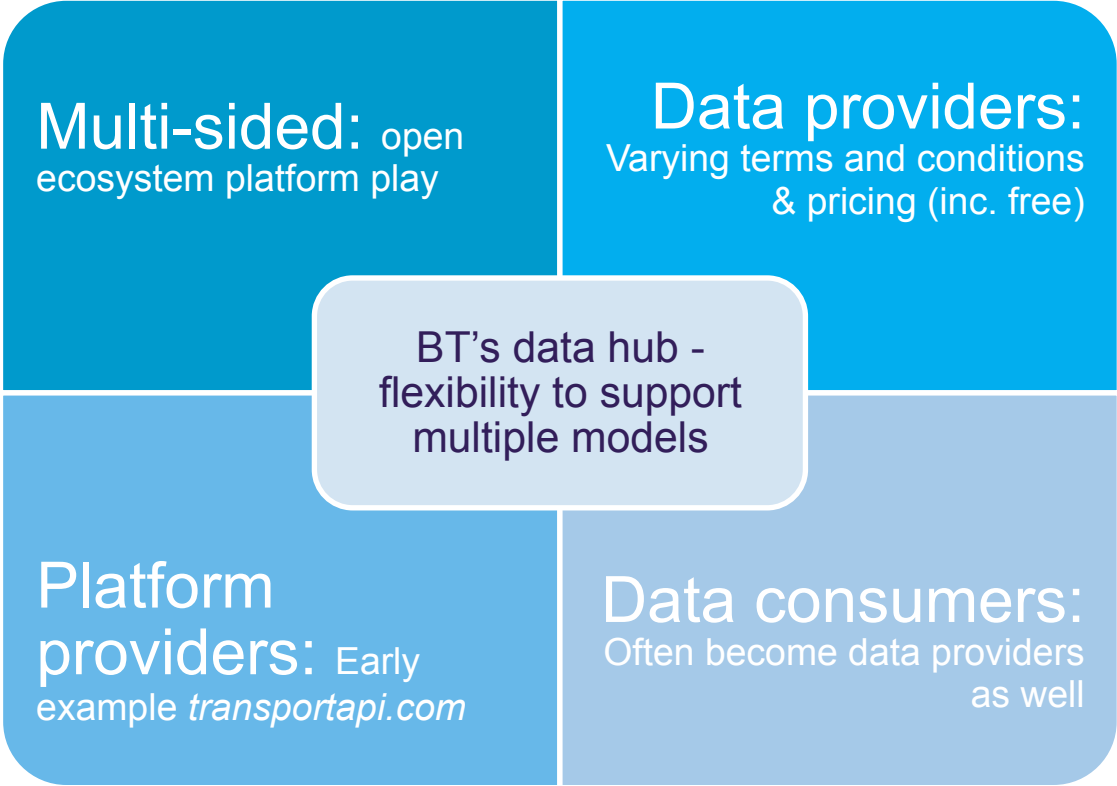 Multi-sided: open
ecosystem platform play
Data providers:
Varying terms and conditions
& pricing (inc. free)
BT’s data hub -
flexibility to support
multiple models
Platform
providers: Early
example transportapi.com
Data consumers:
Often become data providers
as well